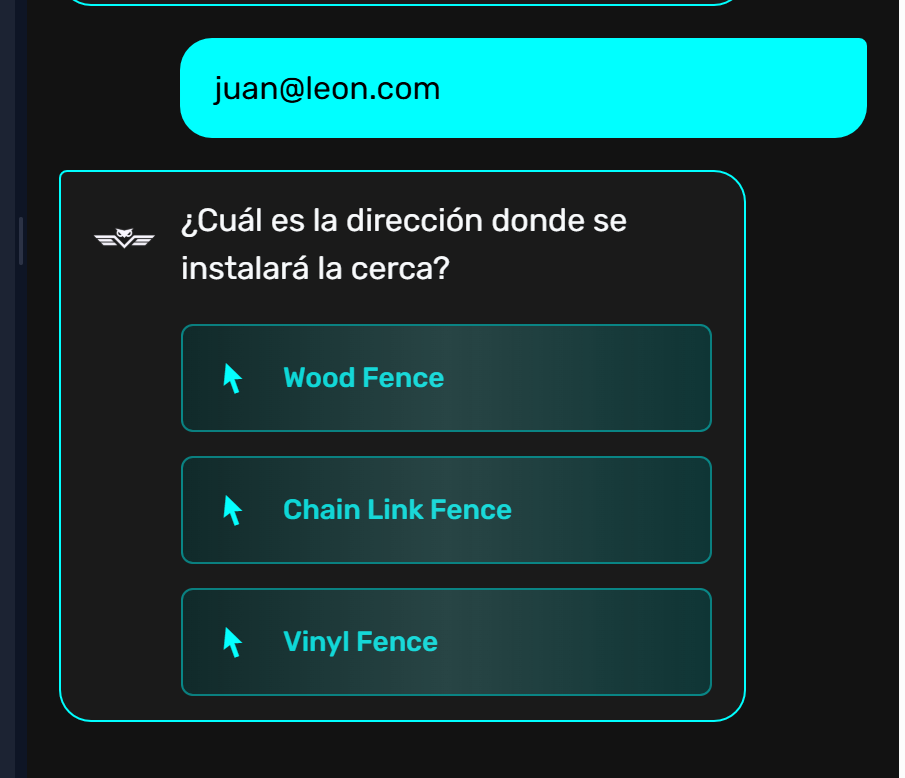 juan@leon.com
¿Cuál es la dirección donde se
instalará la cerca?
Wood Fence
Chain Link Fence
Vinyl Fence